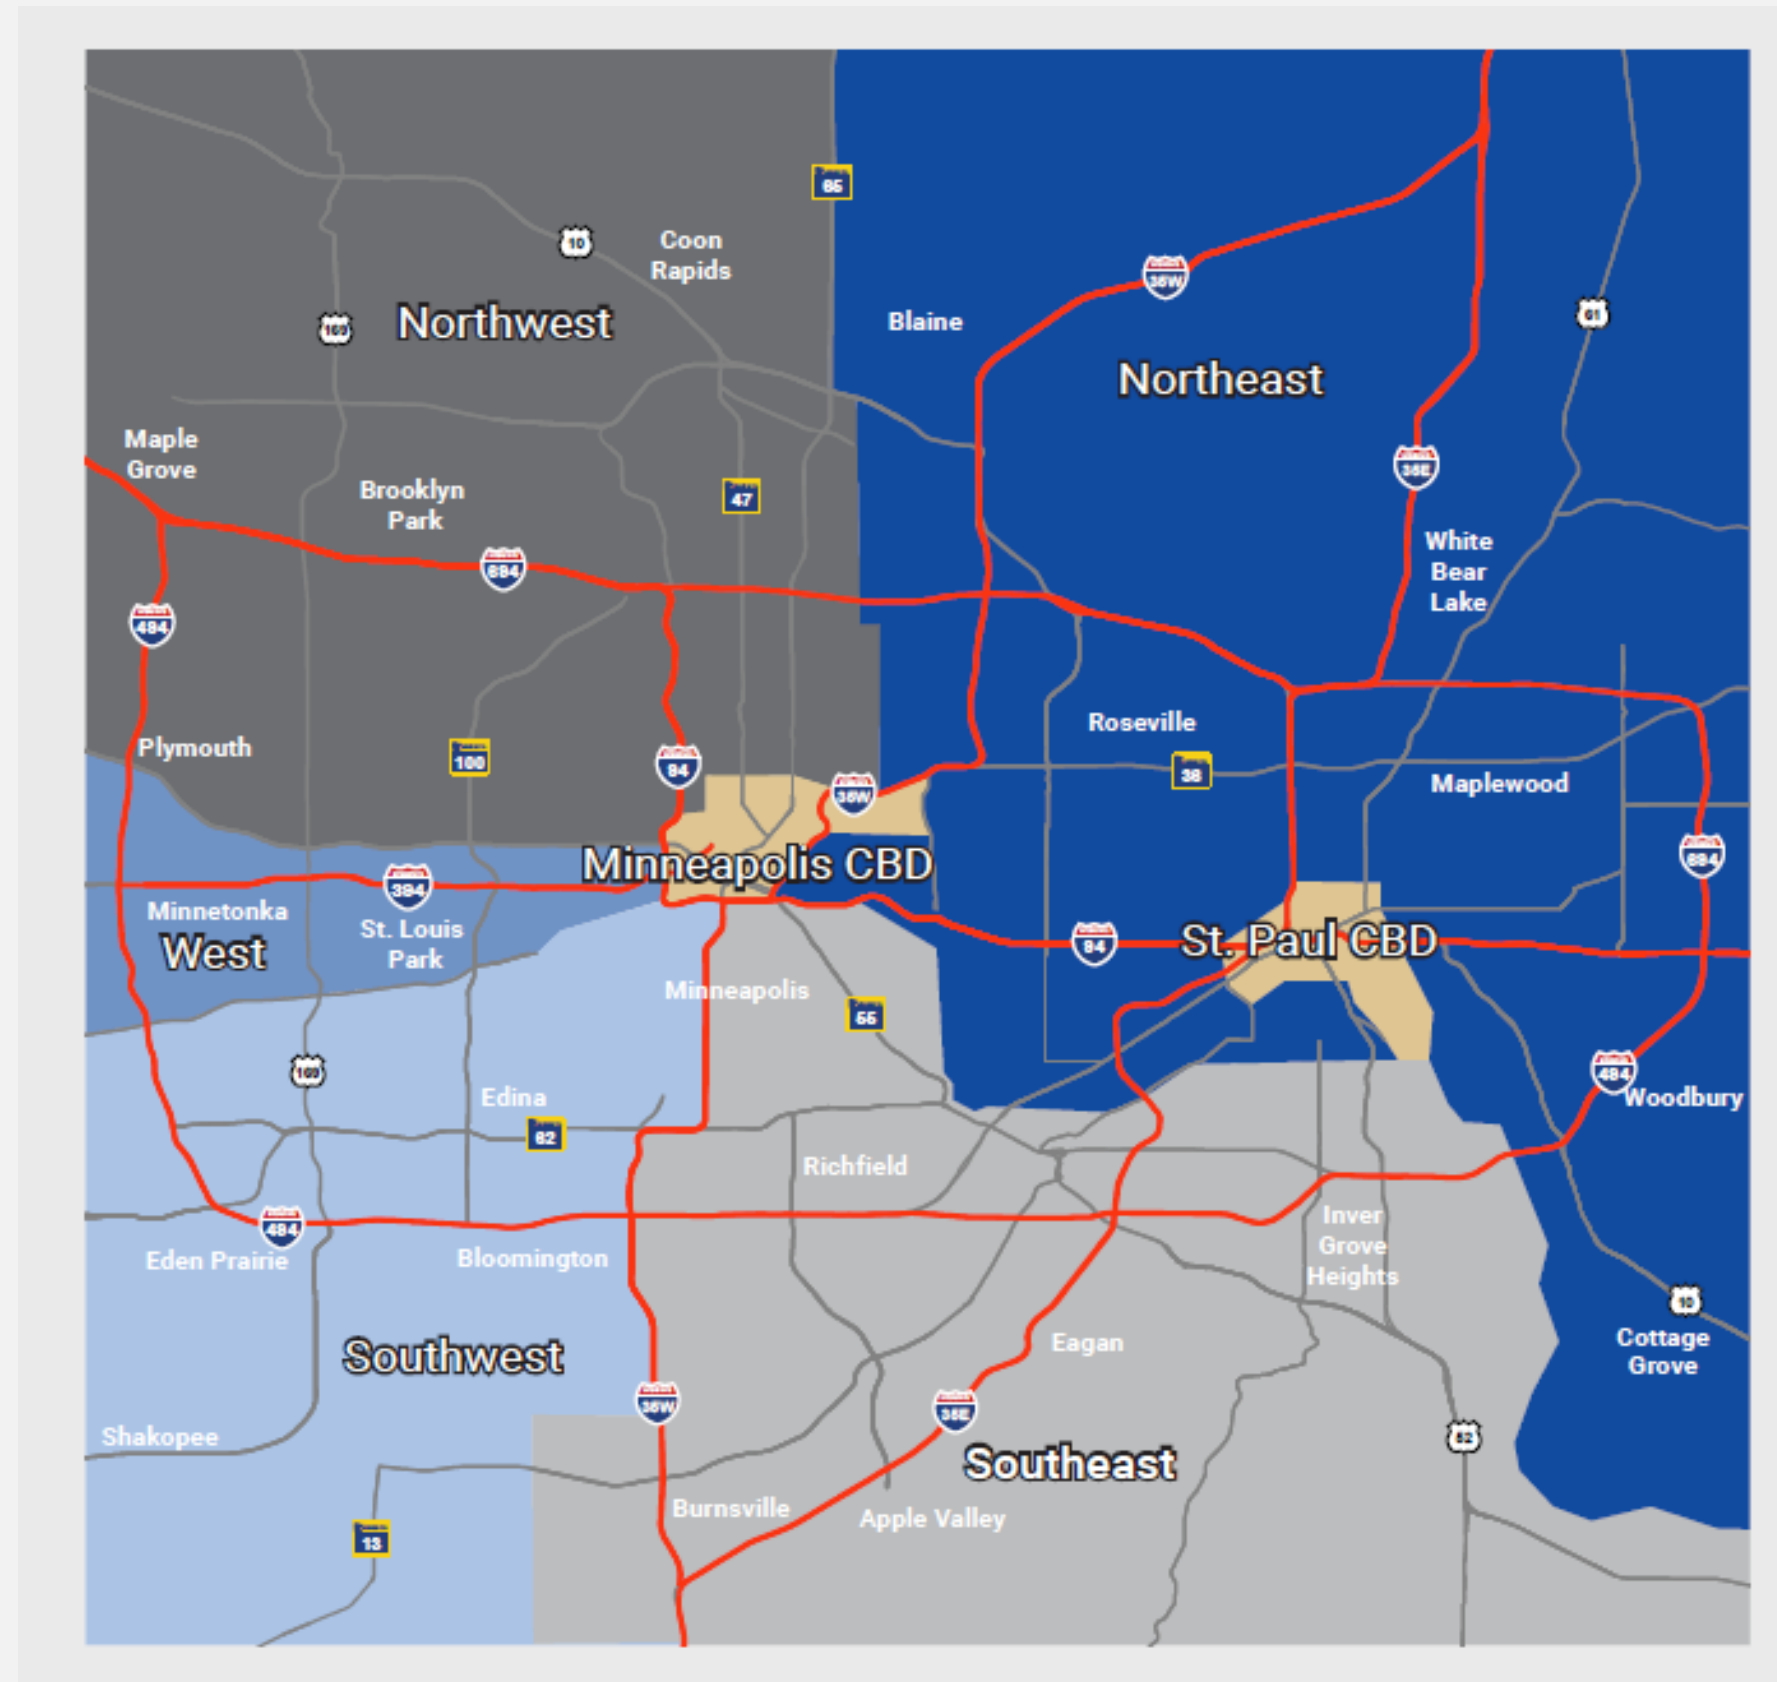 65
10
Coon
Rapids
35W
61
169
Northwest
Blaine
Northeast
Maple
Grove
35E
Brooklyn
Park
47
White
Bear
Lake
694
494
Roseville
Plymouth
100
94
36
Maplewood
35W
Minneapolis CBD
694
394
Minnetonka
St. Louis
Park
West
94
St. Paul CBD
Minneapolis
55
169
494
Woodbury
Edina
62
Richfield
494
Inver
Grove
Heights
Eden Prairie
Bloomington
10
Cottage
Grove
Eagan
Southwest
35W
35E
Shakopee
52
Southeast
Burnsville
Apple Valley
13